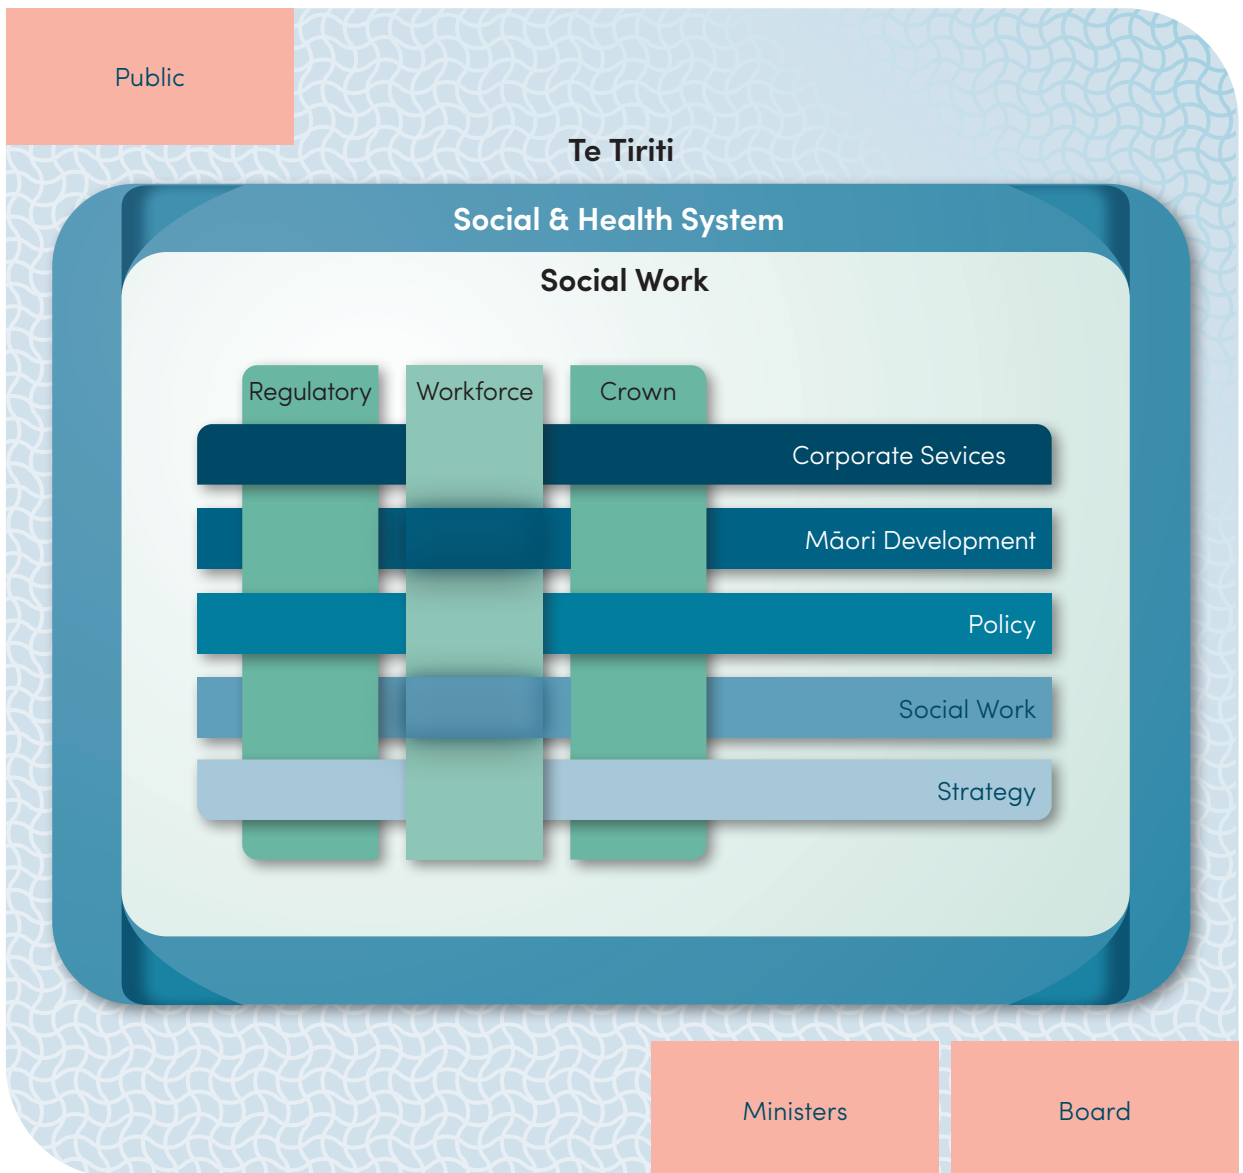 Public
Te Tiriti
Social & Health System
Social Work
Regulatory
Workforce
Crown
Corporate Sevices
Māori Development
Policy
Social Work
Strategy
Ministers
Board